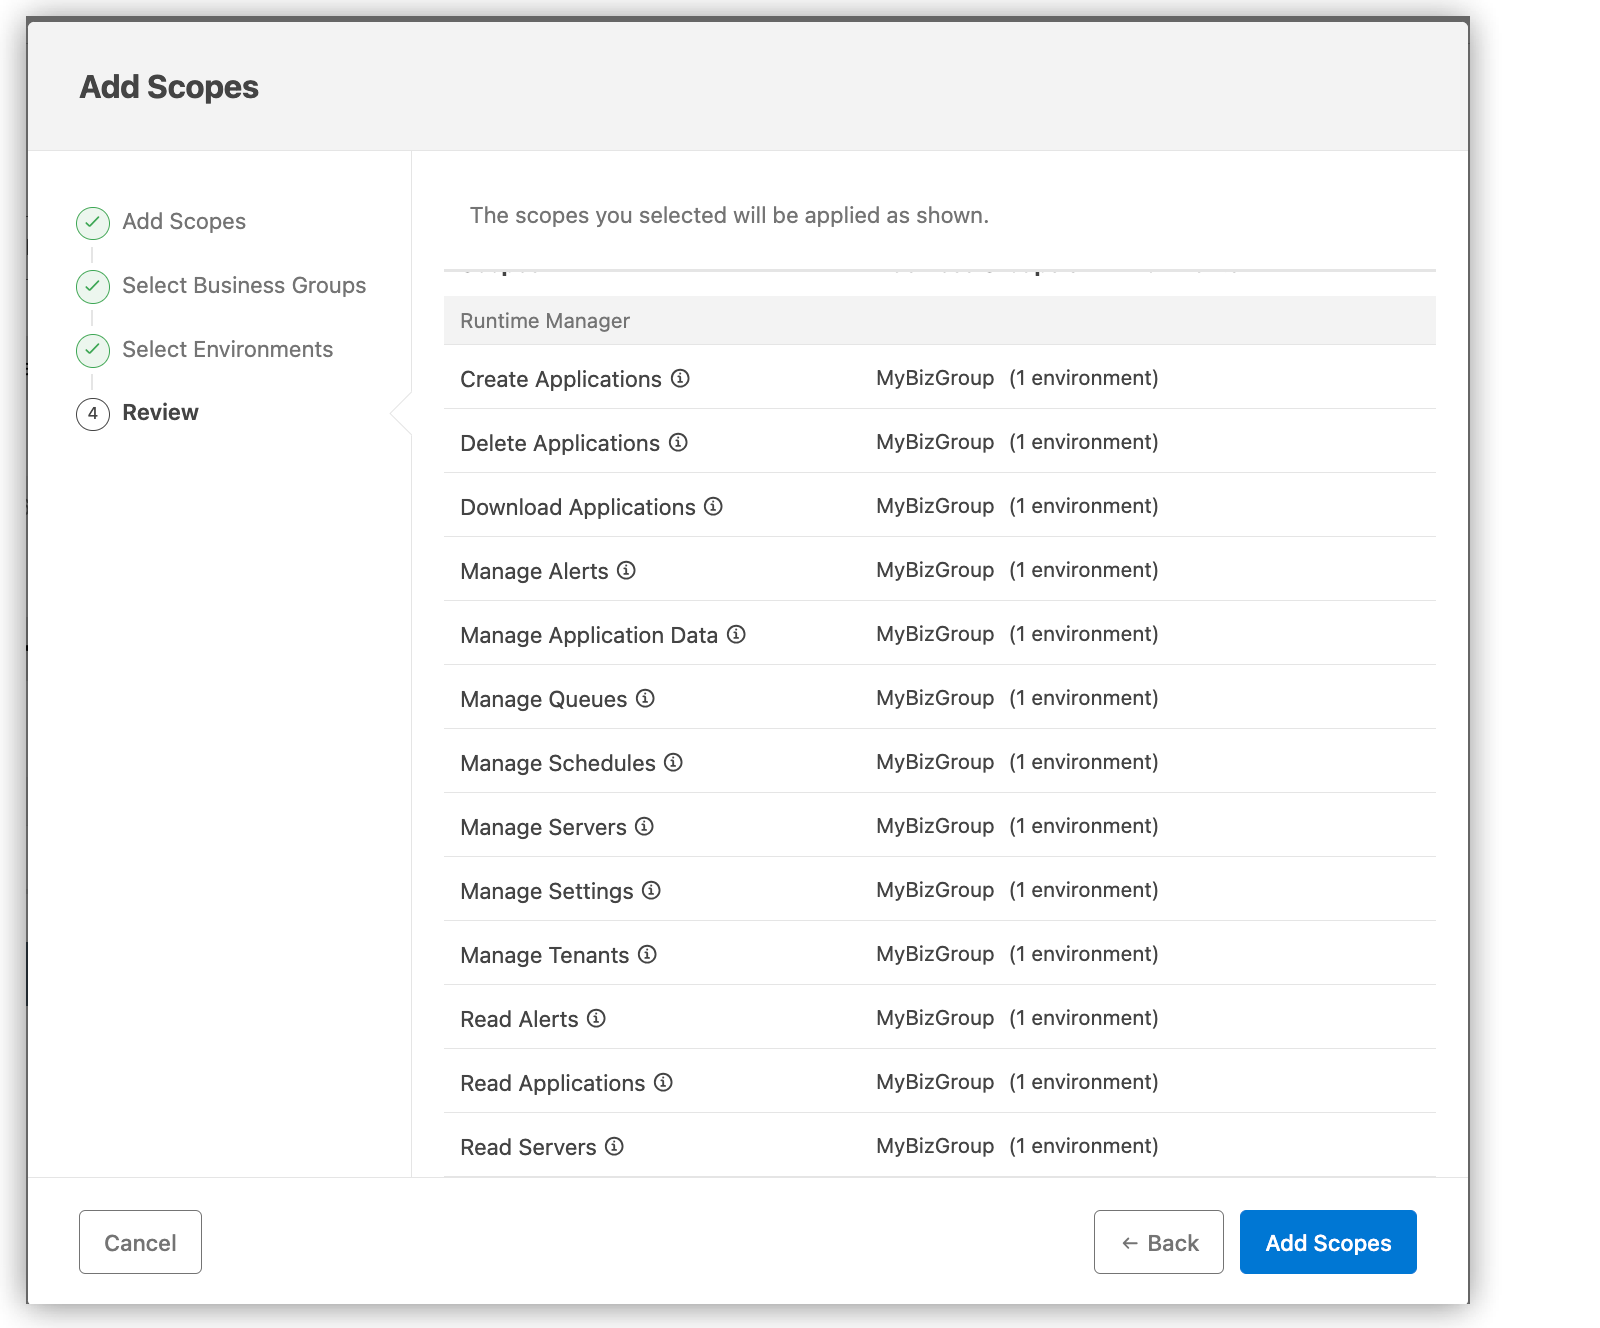 Add Scopes
Add Scopes
Select Business Groups
Select Environments
4 Review
The scopes you selected will be applied as shown.
Runtime Manager
Create Applications MyBizGroup (1 environment)
Delete Applications MyBizGroup (1 environment)
Download Applications MyBizGroup (1 environment)
Manage Alerts MyBizGroup (1 environment)
Manage Application Data MyBizGroup (1 environment)
Manage Queues MyBizGroup (1 environment)
Manage Schedules MyBizGroup (1 environment)
Manage Servers MyBizGroup (1 environment)
Manage Settings MyBizGroup (1 environment)
Manage Tenants MyBizGroup (1 environment)
Read Alerts MyBizGroup (1 environment)
Read Applications MyBizGroup (1 environment)
Read Servers MyBizGroup (1 environment)
Cancel ← Back Add Scopes